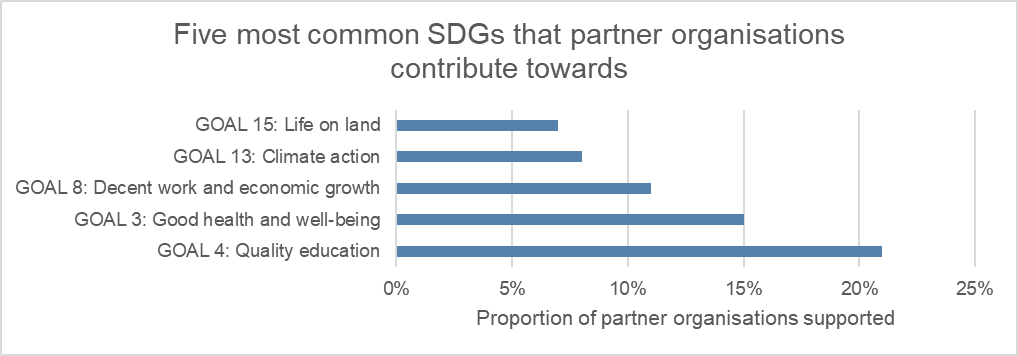 Five most common SDGs that partner organisations
contribute towards
GOAL 15: Life on land
GOAL 13: Climate action
GOAL 8: Decent work and economic growth
GOAL 3: Good health and well-being
GOAL 4: Quality education
0% 5% 10% 15% 20% 25%
Proportion of partner organisations supported